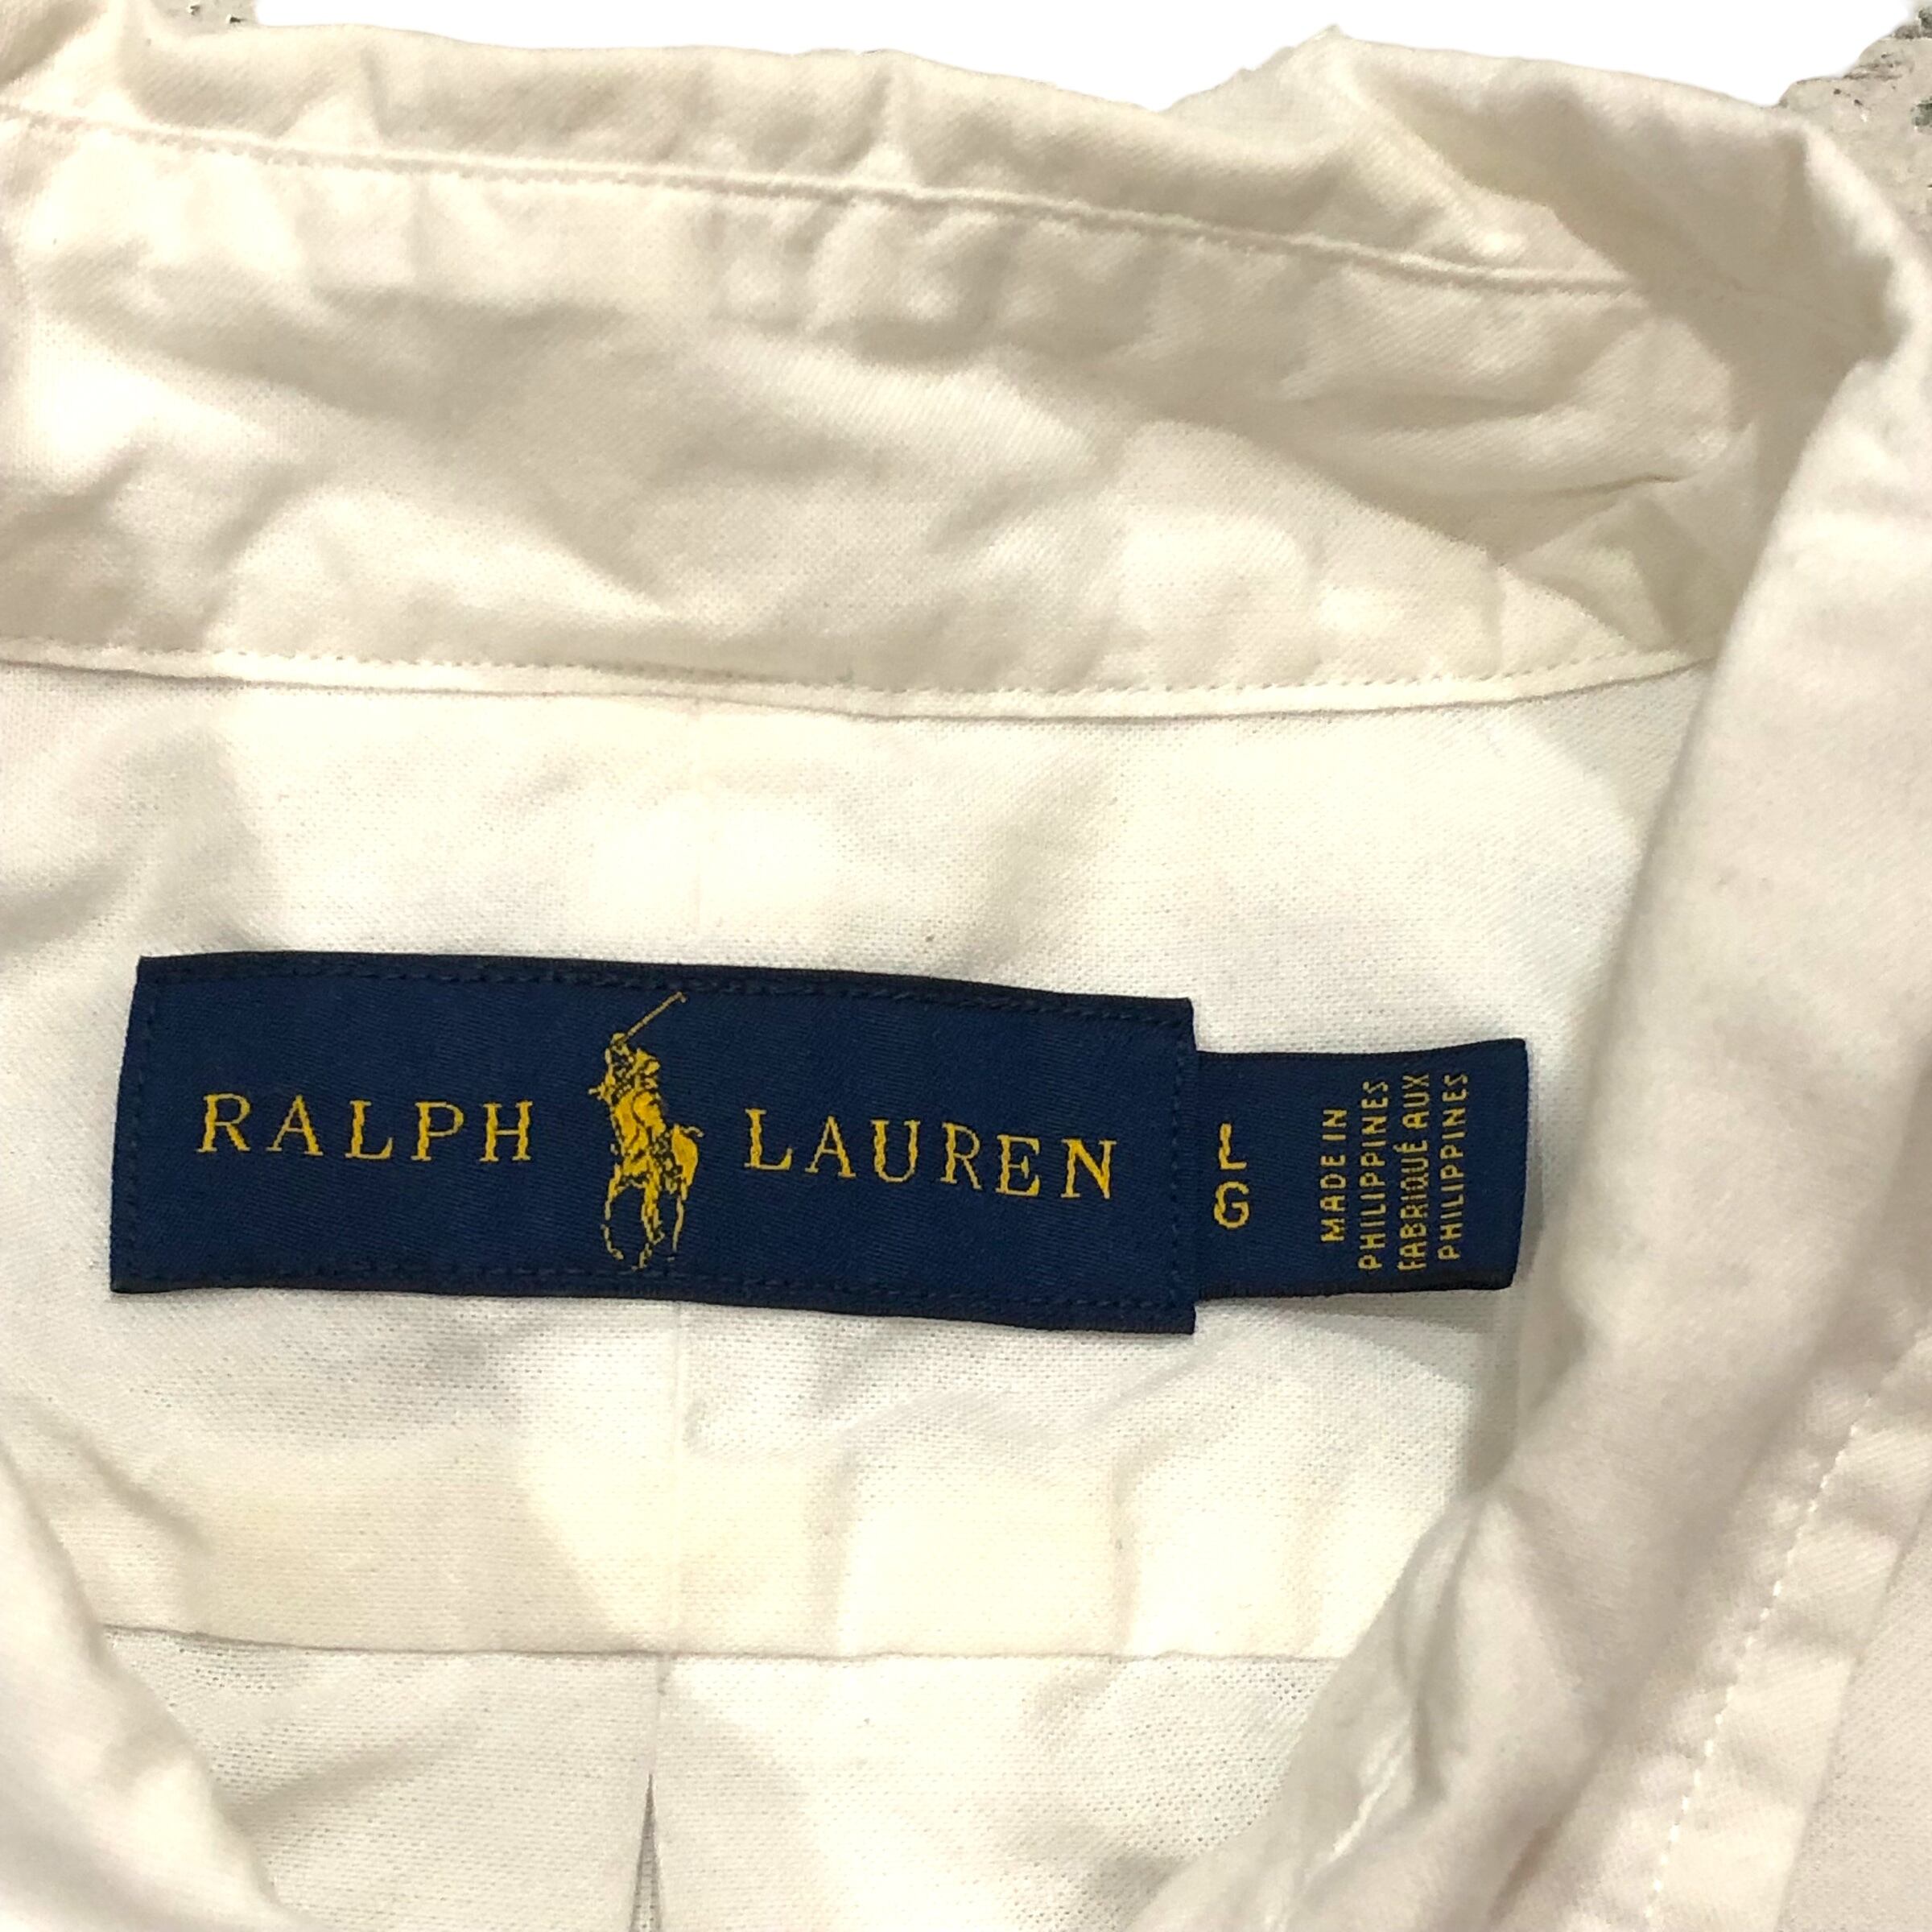 RALPH LAUREN
L
G
MADE IN
PHILIPPINES
FABRIQUÉ AUX
PHILIPPINES